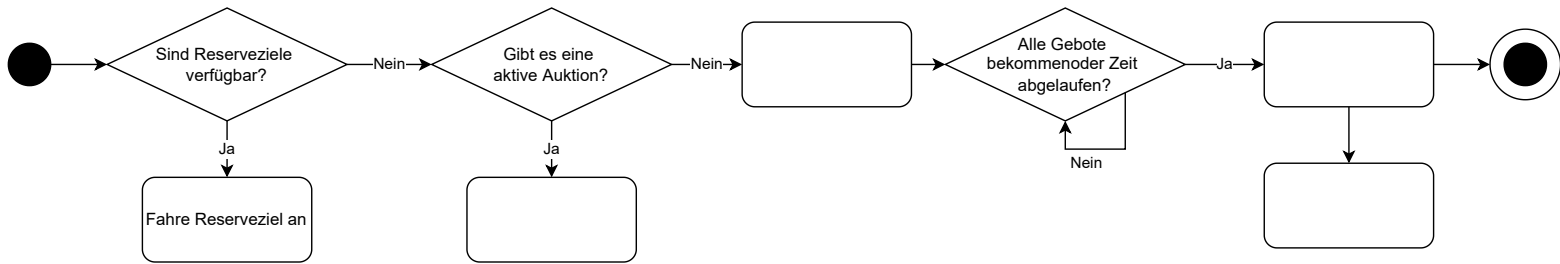 Sind Reserveziele
verfügbar?
Nein
Gibt es eine
aktive Auktion?
Nein
Alle Gebote
bekommenoder Zeit
abgelaufen?
Ja
Ja
Ja
Nein
Fahre Reserveziel an